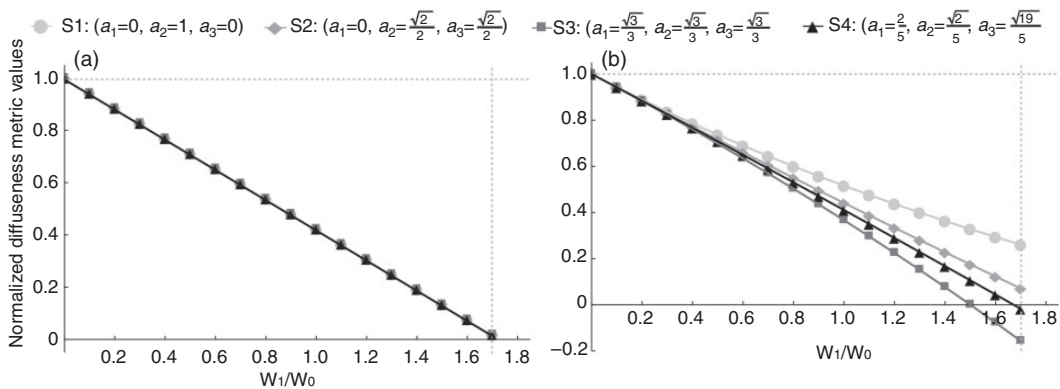 S1: (a₁=0, a₂=1, a₃=0) S2: (a₁=0, a₂=√2/2, a₃=√2/2) S3: (a₁=√3/3, a₂=√3/3, a₃=√3/3) S4: (a₁=2/5, a₂=√2/5, a₃=√19/5)
(a)
Normalized diffuseness metric values
1.0
0.8
0.6
0.4
0.2
0
0.2 0.4 0.6 0.8 1.0 1.2 1.4 1.6 1.8
W₁/W₀
(b)
1.0
0.8
0.6
0.4
0.2
0
−0.2
0.2 0.4 0.6 0.8 1.0 1.2 1.4 1.6 1.8
W₁/W₀